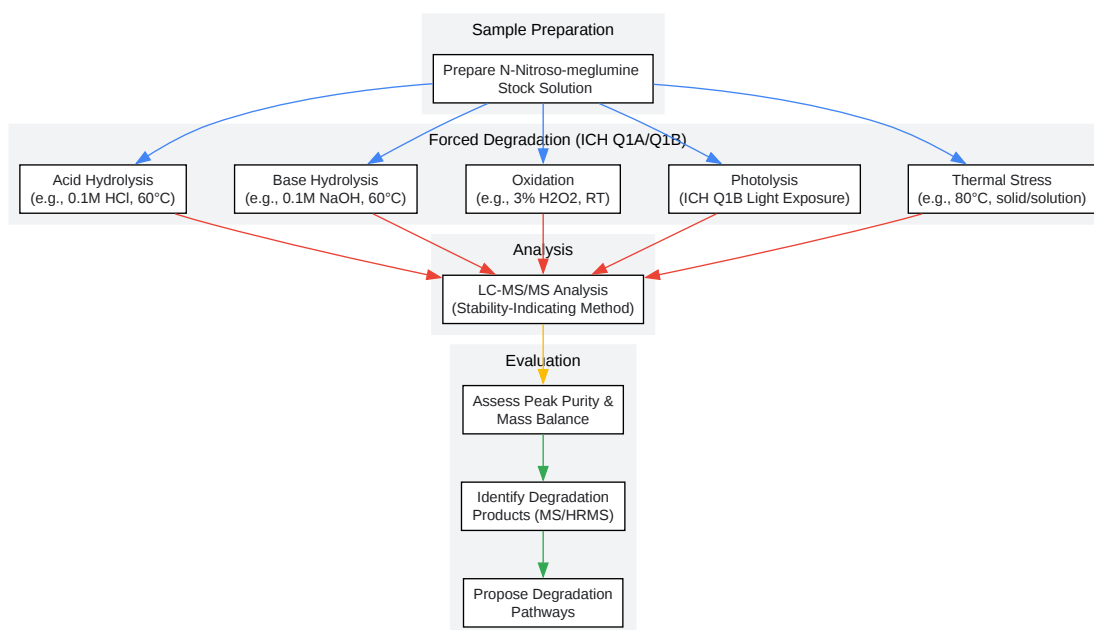 Sample Preparation
Prepare N-Nitroso-meglumine
Stock Solution
Forced Degradation (ICH Q1A/Q1B)
Acid Hydrolysis
(e.g., 0.1M HCl, 60°C)
Base Hydrolysis
(e.g., 0.1M NaOH, 60°C)
Oxidation
(e.g., 3% H2O2, RT)
Photolysis
(ICH Q1B Light Exposure)
Thermal Stress
(e.g., 80°C, solid/solution)
Analysis
LC-MS/MS Analysis
(Stability-Indicating Method)
Evaluation
Assess Peak Purity &
Mass Balance
Identify Degradation
Products (MS/HRMS)
Propose Degradation
Pathways